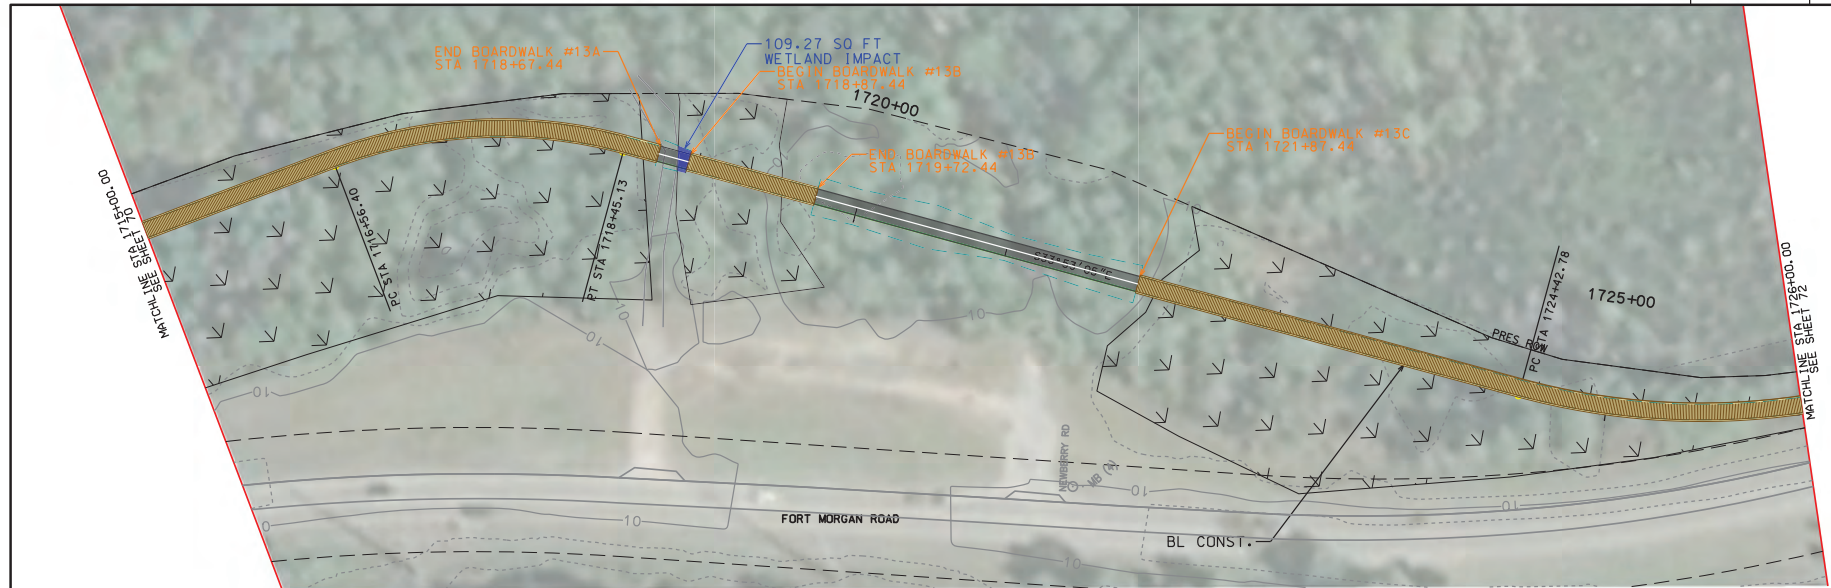 END BOARDWALK #13A
STA 1718+67.44
109.27 SQ FT
WETLAND IMPACT
BEGIN BOARDWALK #13B
STA 1718+87.44
1720+00
END BOARDWALK #13B
STA 1719+72.44
BEGIN BOARDWALK #13C
STA 1721+87.44
MATCHLINE STA 1715+00.00
SEE SHEET 70
PC STA 1716+56.40
PT STA 1718+45.13
10
10
10
10
10
10
10
10
0
PRES ROW
PC STA 1724+42.78
1725+00
MATCHLINE STA 1726+00.00
SEE SHEET 72
NEWBERRY RD
FORT MORGAN ROAD
BL CONST.